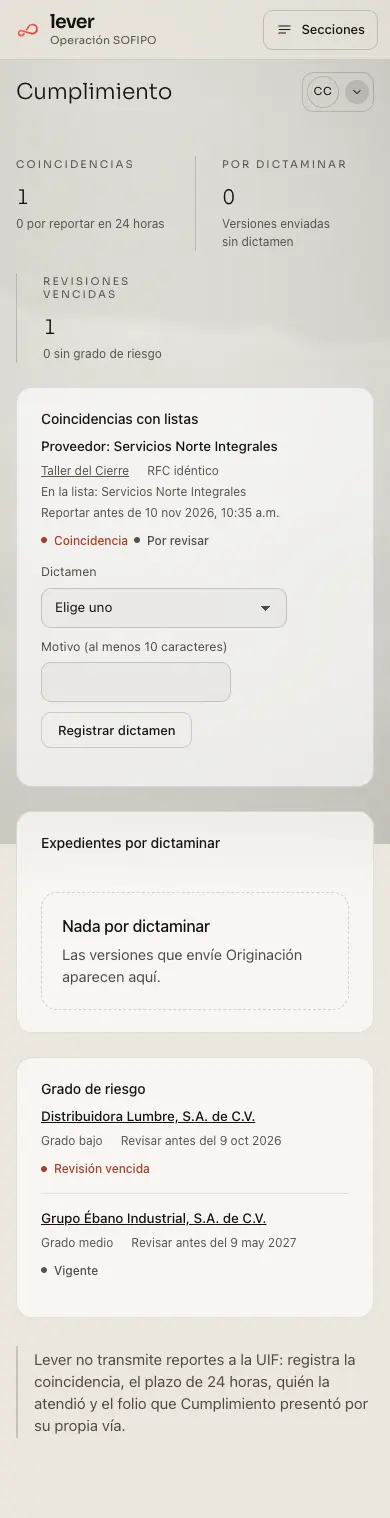 lever
Operación SOFIPO
Secciones
Cumplimiento
CC
COINCIDENCIAS
1
0 por reportar en 24 horas
POR DICTAMINAR
0
Versiones enviadas
sin dictamen
REVISIONES
VENCIDAS
1
0 sin grado de riesgo
Coincidencias con listas
Proveedor: Servicios Norte Integrales
Taller del Cierre RFC idéntico
En la lista: Servicios Norte Integrales
Reportar antes de 10 nov 2026, 10:35 a.m.
Coincidencia Por revisar
Dictamen
Elige uno
Motivo (al menos 10 caracteres)
Registrar dictamen
Expedientes por dictaminar
Nada por dictaminar
Las versiones que envíe Originación
aparecen aquí.
Grado de riesgo
Distribuidora Lumbre, S.A. de C.V.
Grado bajo Revisar antes del 9 oct 2026
Revisión vencida
Grupo Ébano Industrial, S.A. de C.V.
Grado medio Revisar antes del 9 may 2027
Vigente
Lever no transmite reportes a la UIF: registra la
coincidencia, el plazo de 24 horas, quién la
atendió y el folio que Cumplimiento presentó por
su propia vía.